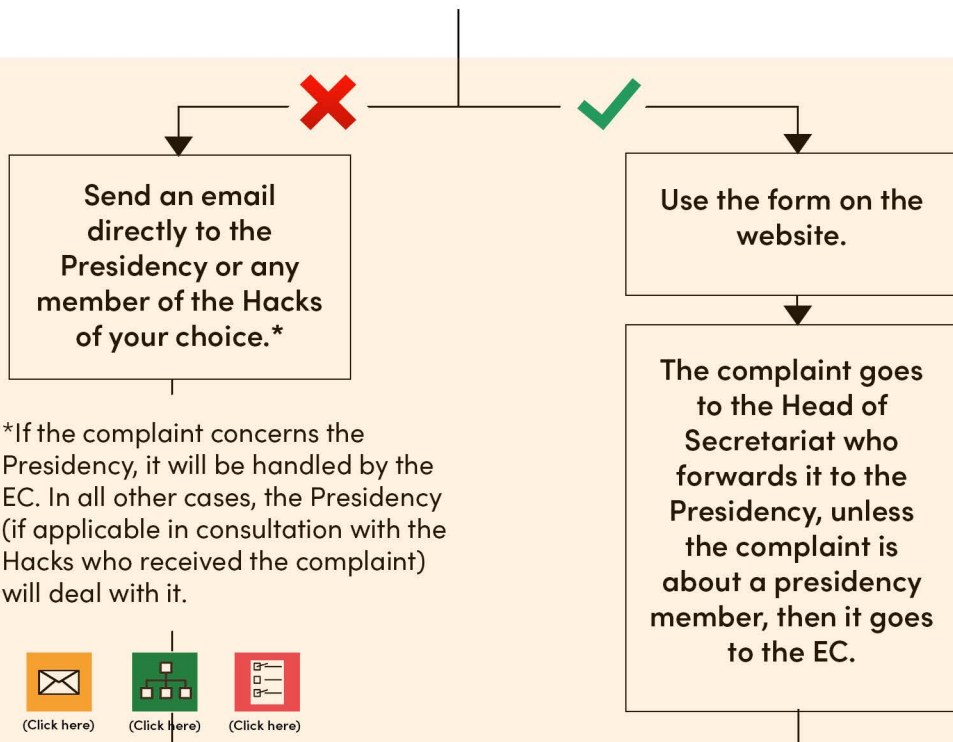 Send an email
directly to the
Presidency or any
member of the Hacks
of your choice.*
*If the complaint concerns the
Presidency, it will be handled by the
EC. In all other cases, the Presidency
(if applicable in consultation with the
Hacks who received the complaint)
will deal with it.
(Click here)
(Click here)
(Click here)
Use the form on the
website.
The complaint goes
to the Head of
Secretariat who
forwards it to the
Presidency, unless
the complaint is
about a presidency
member, then it goes
to the EC.